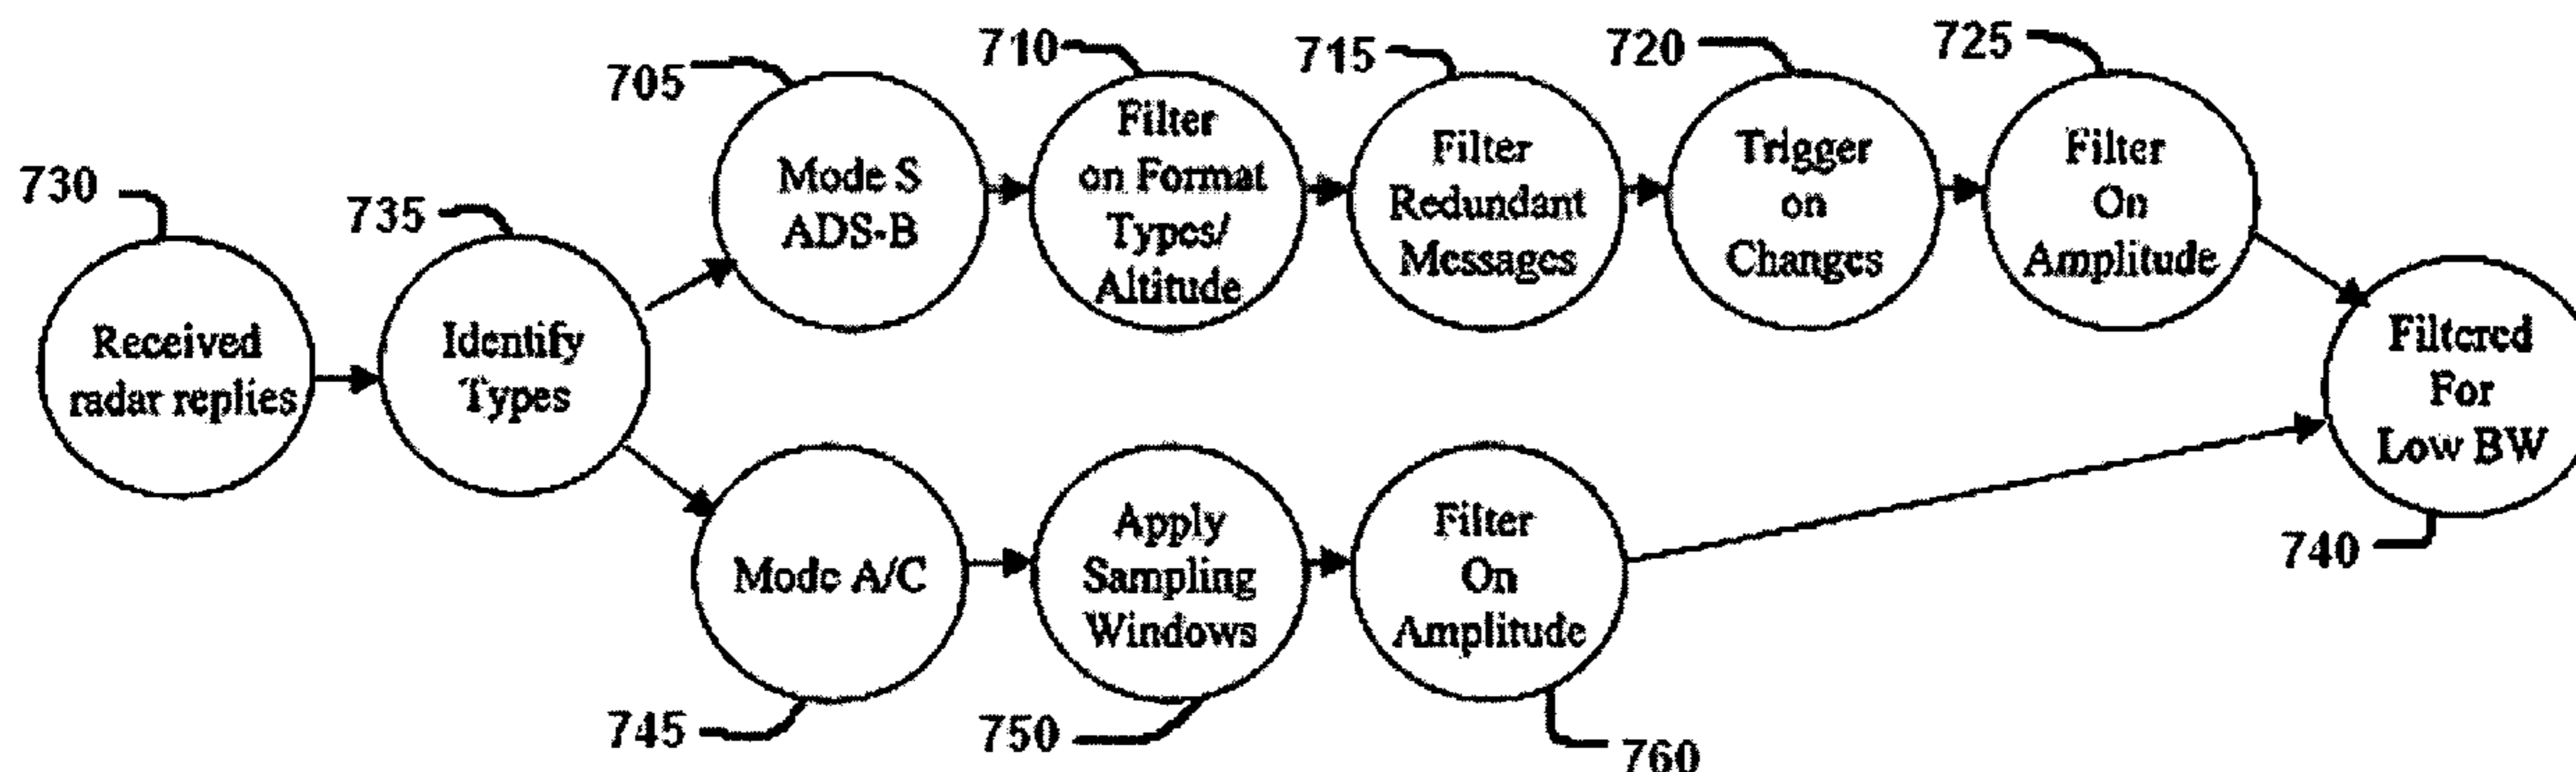 730
Received
radar replies
735
Identify
Types
705
Mode S
ADS-B
710
Filter
on Format
Types/
Altitude
715
Filter
Redundant
Messages
720
Trigger
on
Changes
725
Filter
On
Amplitude
745
Mode A/C
750
Apply
Sampling
Windows
760
Filter
On
Amplitude
740
Filtered
For
Low BW